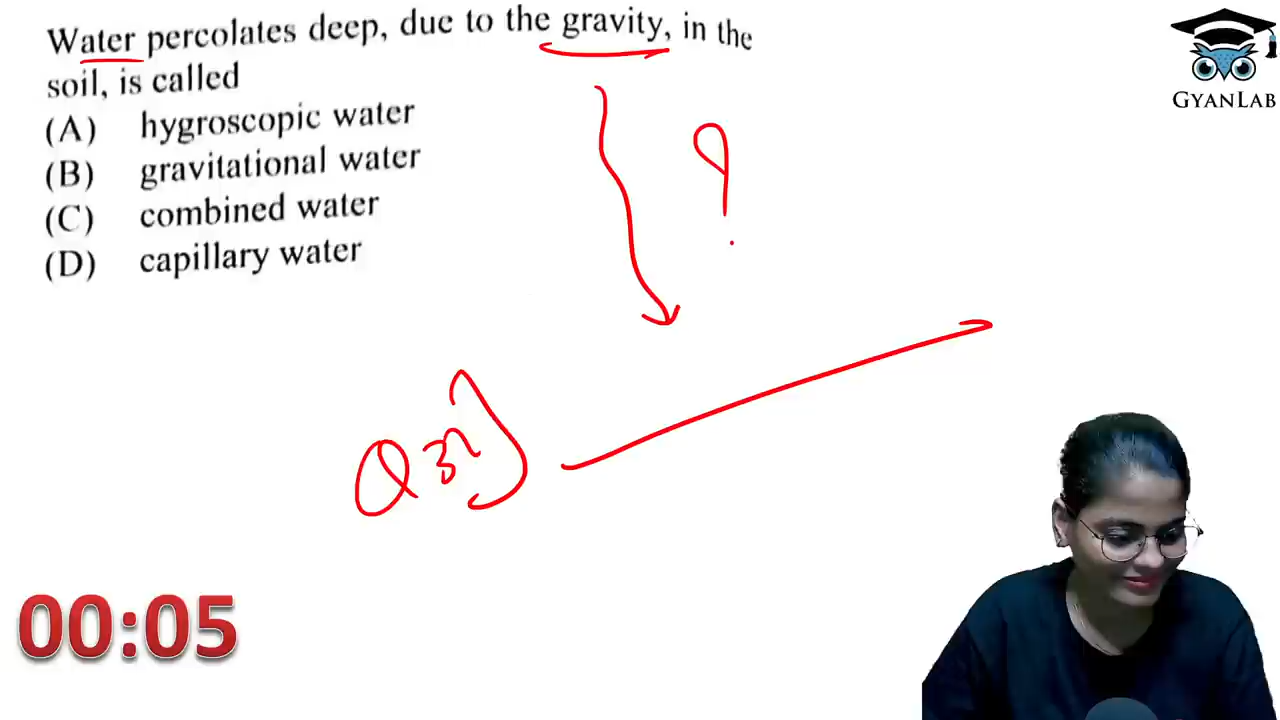 Water percolates deep, due to the gravity, in the
soil, is called
(A) hygroscopic water
(B) gravitational water
(C) combined water
(D) capillary water
GYANLAB
?
00:05